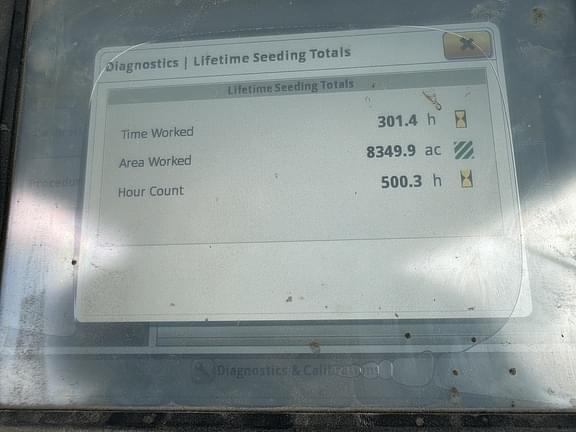 Diagnostics | Lifetime Seeding Totals
Lifetime Seeding Totals
Time Worked 301.4 h
Area Worked 8349.9 ac
Hour Count 500.3 h
Diagnostics & Calibrations